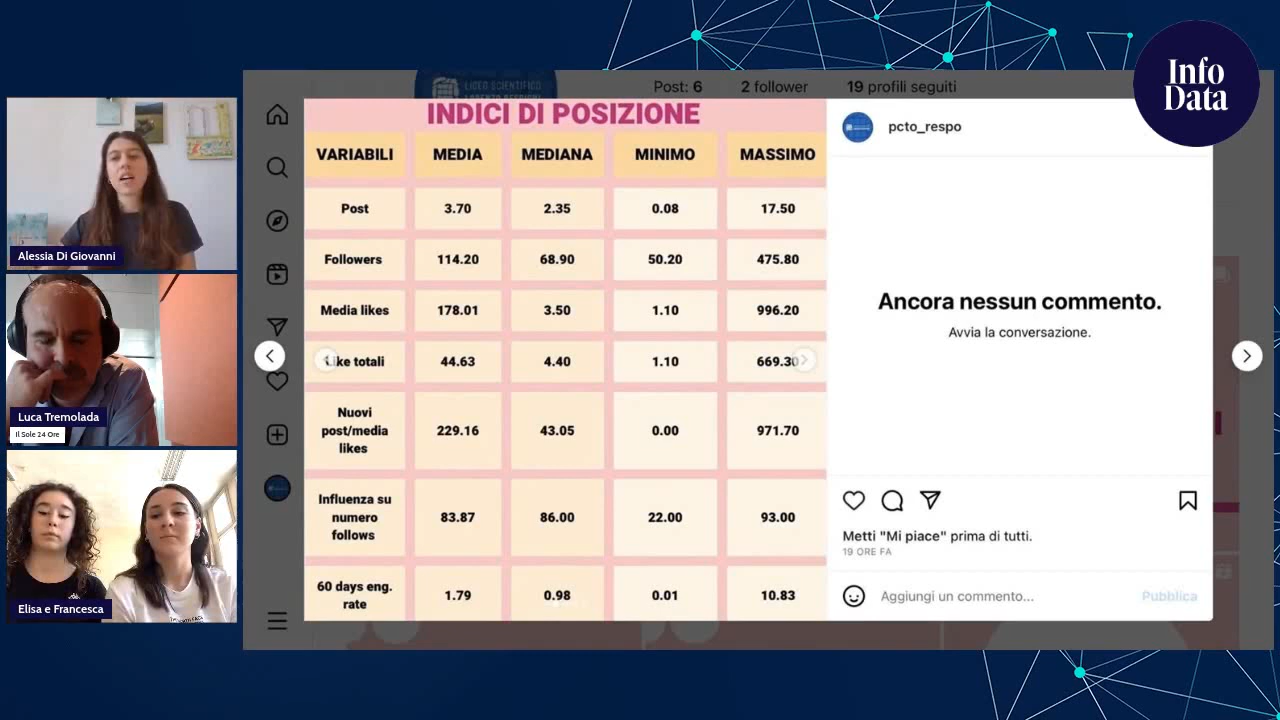 Info
Data
Post: 6 2 follower 19 profili seguiti
LICEO SCIENTIFICO
INDICI DI POSIZIONE
VARIABILI MEDIA MEDIANA MINIMO MASSIMO
Post 3.70 2.35 0.08 17.50
Followers 114.20 68.90 50.20 475.80
Media likes 178.01 3.50 1.10 996.20
Like totali 44.63 4.40 1.10 669.30
Nuovi
post/media
likes
229.16 43.05 0.00 971.70
Influenza su
numero
follows
83.87 86.00 22.00 93.00
60 days eng.
rate
1.79 0.98 0.01 10.83
pcto_respo
Ancora nessun commento.
Avvia la conversazione.
Metti "Mi piace" prima di tutti.
19 ORE FA
Aggiungi un commento...
Pubblica
Alessia Di Giovanni
Luca Tremolada
Il Sole 24 Ore
Elisa e Francesca